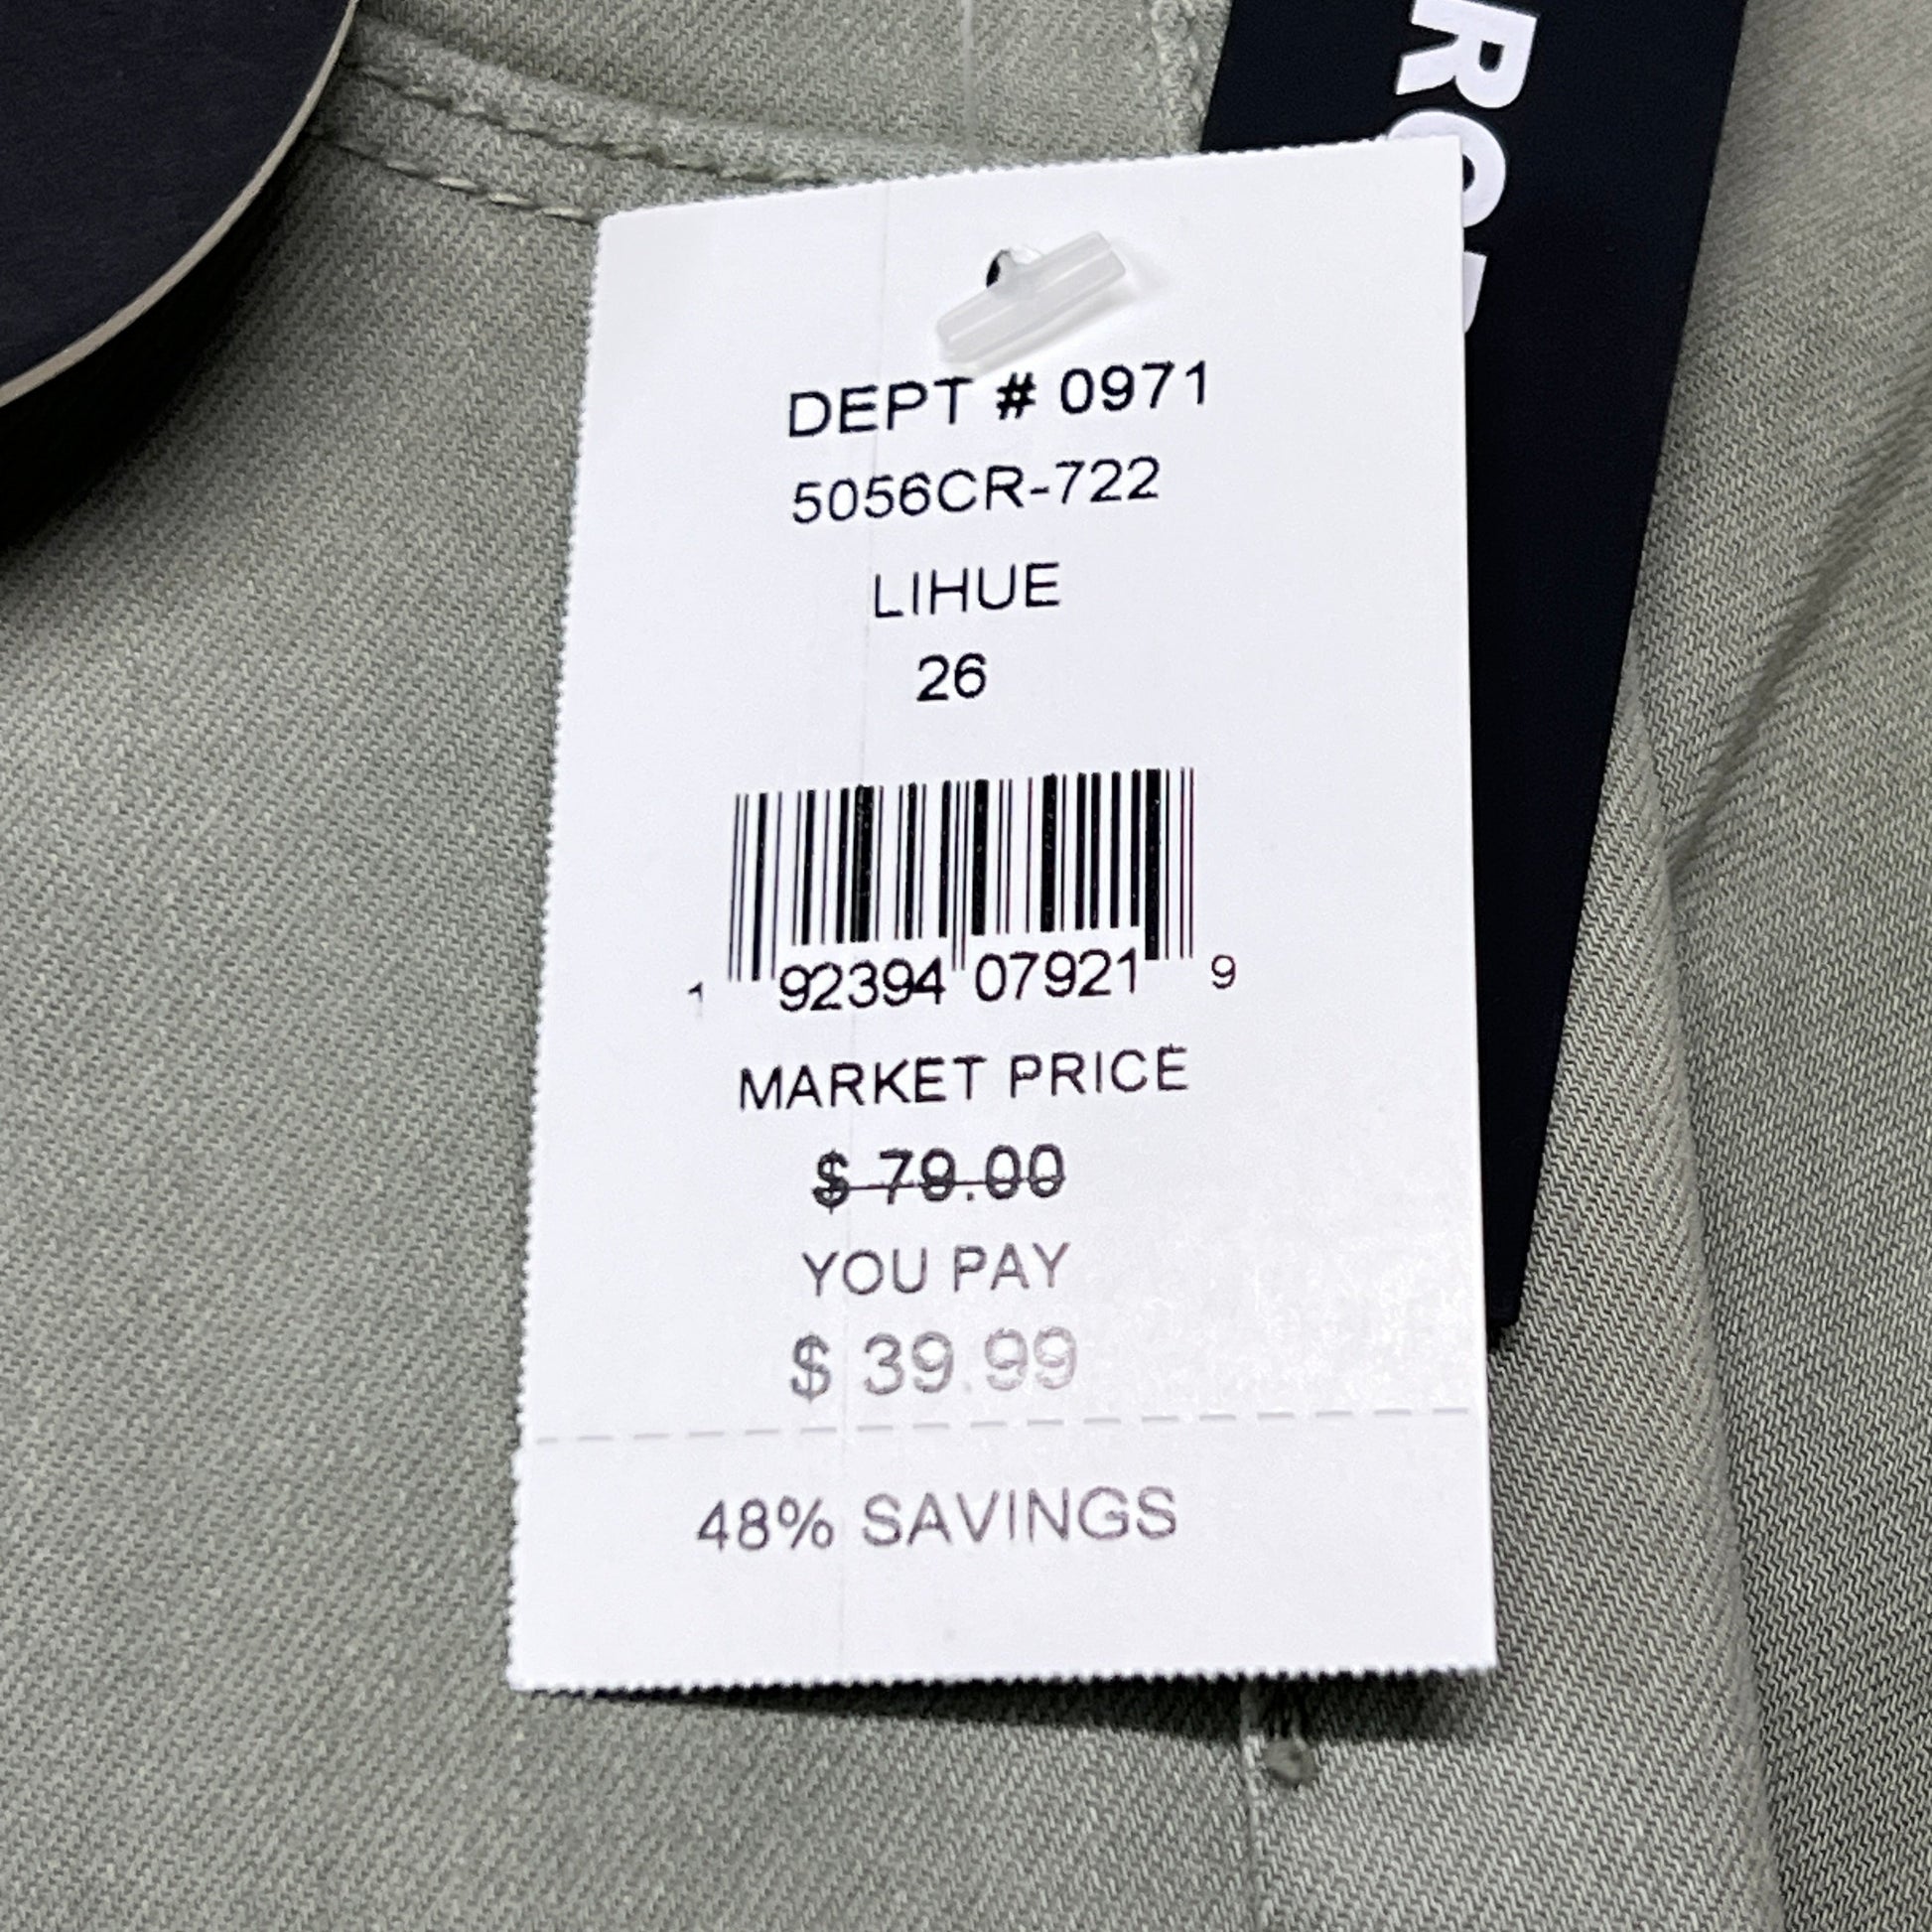 DEPT # 0971
5056CR-722
LIHUE
26
1 92394 07921 9
MARKET PRICE
$ 79.00
YOU PAY
$ 39.99
48% SAVINGS